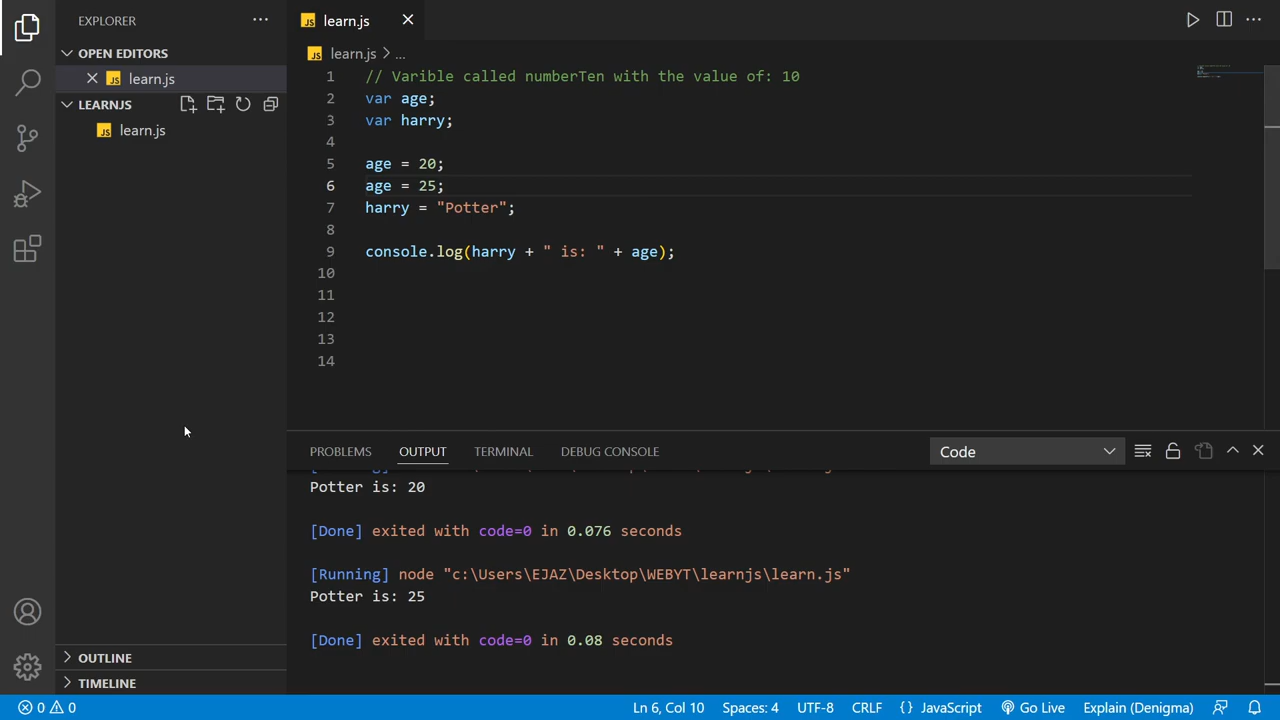 EXPLORER
OPEN EDITORS
JS learn.js
LEARNJS
JS learn.js
OUTLINE
TIMELINE
JS learn.js
JS learn.js > ...
1 // Varible called numberTen with the value of: 10
2 var age;
3 var harry;
4
5 age = 20;
6 age = 25;
7 harry = "Potter";
8
9 console.log(harry + " is: " + age);
10
11
12
13
14
PROBLEMS OUTPUT TERMINAL DEBUG CONSOLE Code
Potter is: 20
[Done] exited with code=0 in 0.076 seconds
[Running] node "c:\Users\EJAZ\Desktop\WEBYT\learnjs\learn.js"
Potter is: 25
[Done] exited with code=0 in 0.08 seconds
0 0 Ln 6, Col 10 Spaces: 4 UTF-8 CRLF {} JavaScript Go Live Explain (Denigma)